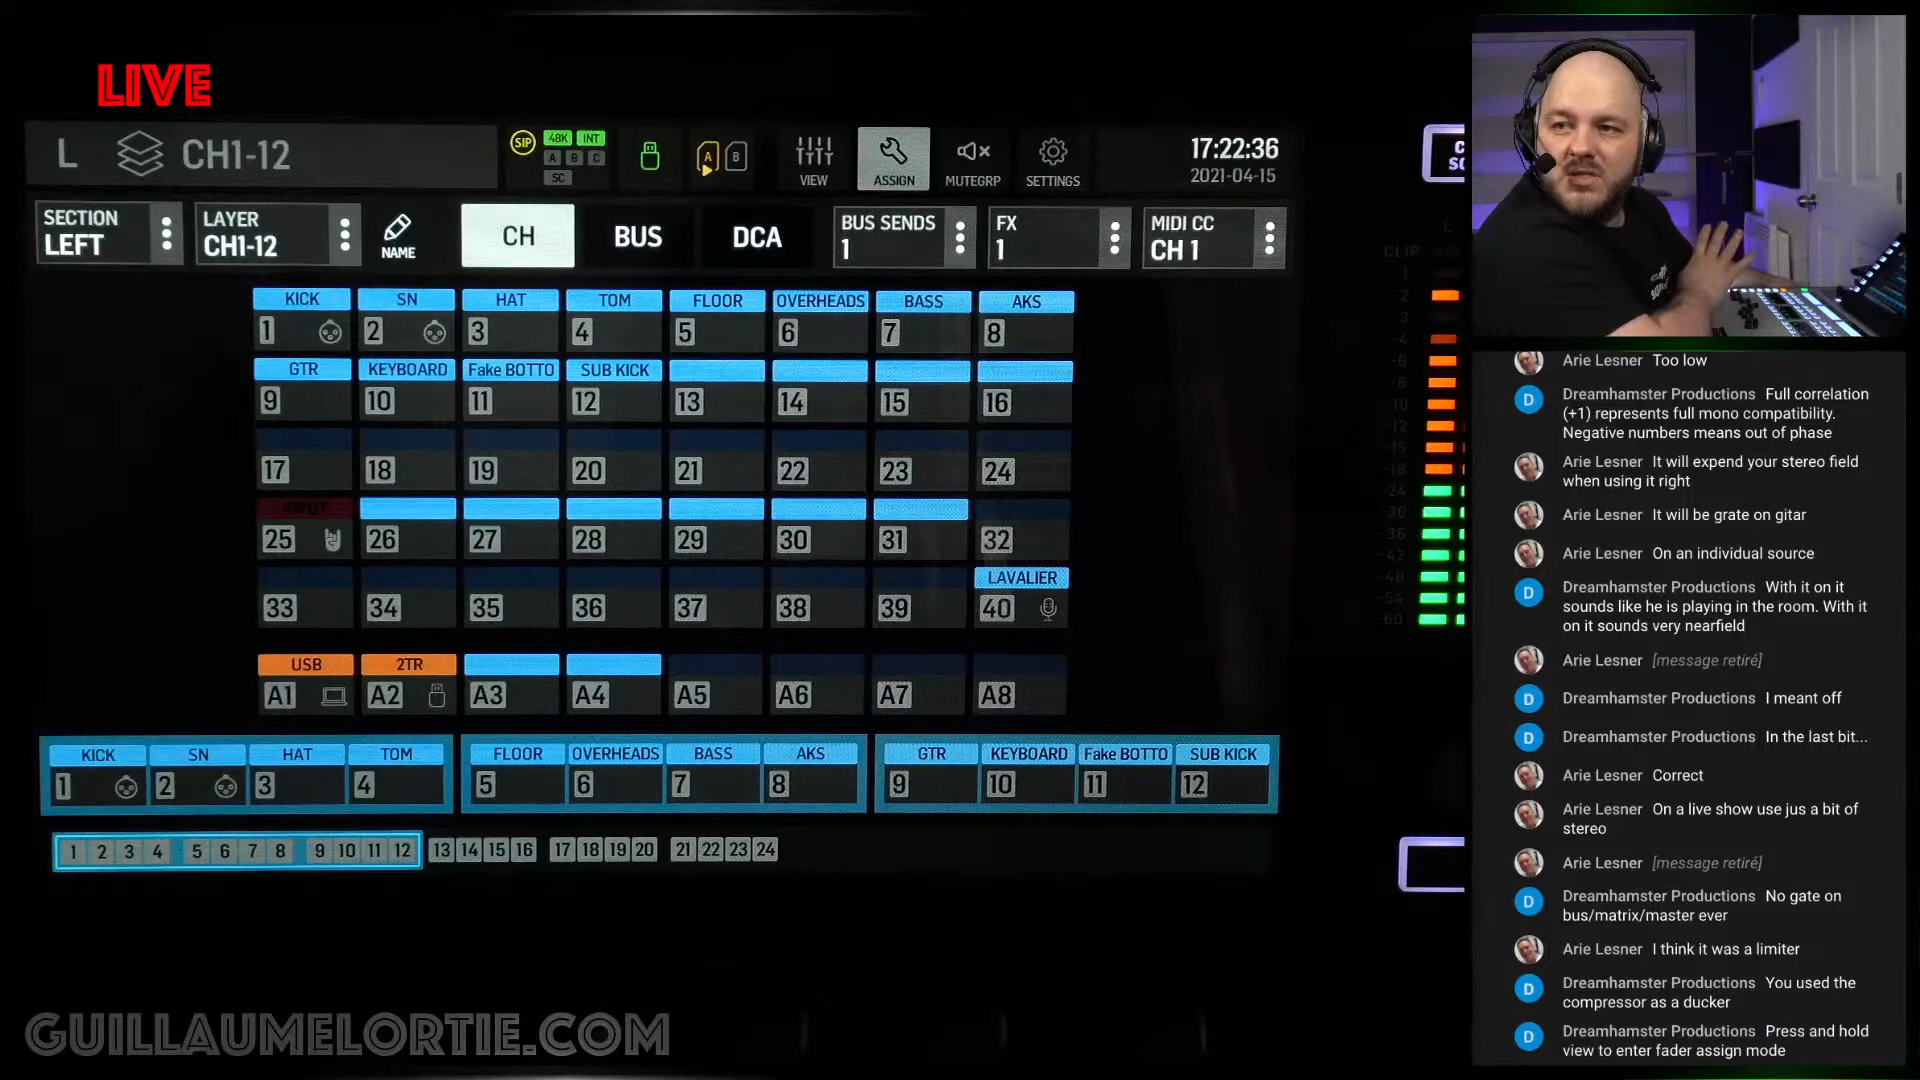 LIVE
L CH1-12
SIP 48K INT
A B C
SC
A B
VIEW ASSIGN MUTEGRP SETTINGS
17:22:36
2021-04-15
SECTION
LEFT
LAYER
CH1-12
NAME
CH BUS DCA
BUS SENDS
1
FX
1
MIDI CC
CH 1
KICK SN HAT TOM FLOOR OVERHEADS BASS AKS
1 2 3 4 5 6 7 8
GTR KEYBOARD Fake BOTTO SUB KICK
9 10 11 12 13 14 15 16
17 18 19 20 21 22 23 24
INPUT
25 26 27 28 29 30 31 32
LAVALIER
33 34 35 36 37 38 39 40
USB 2TR
A1 A2 A3 A4 A5 A6 A7 A8
KICK SN HAT TOM FLOOR OVERHEADS BASS AKS GTR KEYBOARD Fake BOTTO SUB KICK
1 2 3 4 5 6 7 8 9 10 11 12
1 2 3 4 5 6 7 8 9 10 11 12 13 14 15 16 17 18 19 20 21 22 23 24
GUILLAUMELORTIE.COM
CLIP
Arie Lesner Too low
Dreamhamster Productions Full correlation
(+1) represents full mono compatibility.
Negative numbers means out of phase
Arie Lesner It will expend your stereo field
when using it right
Arie Lesner It will be grate on gitar
Arie Lesner On an individual source
Dreamhamster Productions With it on it
sounds like he is playing in the room. With it
on it sounds very nearfield
Arie Lesner [message retiré]
Dreamhamster Productions I meant off
Dreamhamster Productions In the last bit...
Arie Lesner Correct
Arie Lesner On a live show use jus a bit of
stereo
Arie Lesner [message retiré]
Dreamhamster Productions No gate on
bus/matrix/master ever
Arie Lesner I think it was a limiter
Dreamhamster Productions You used the
compressor as a ducker
Dreamhamster Productions Press and hold
view to enter fader assign mode